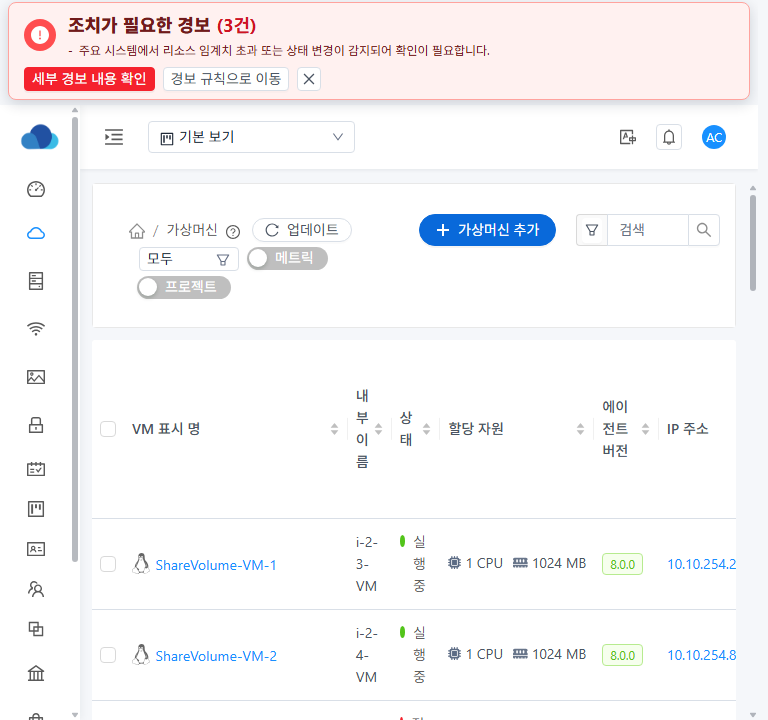 조치가 필요한 경보 (3건)
- 주요 시스템에서 리소스 임계치 초과 또는 상태 변경이 감지되어 확인이 필요합니다.
세부 경보 내용 확인 경보 규칙으로 이동
기본 보기
AC
/ 가상머신 업데이트
가상머신 추가
검색
모두
메트릭
프로젝트
VM 표시 명
내부이름
상태
할당 자원
에이전트 버전
IP 주소
ShareVolume-VM-1 i-2-3-VM 실행 중 1 CPU 1024 MB 8.0.0 10.10.254.2
ShareVolume-VM-2 i-2-4-VM 실행 중 1 CPU 1024 MB 8.0.0 10.10.254.8